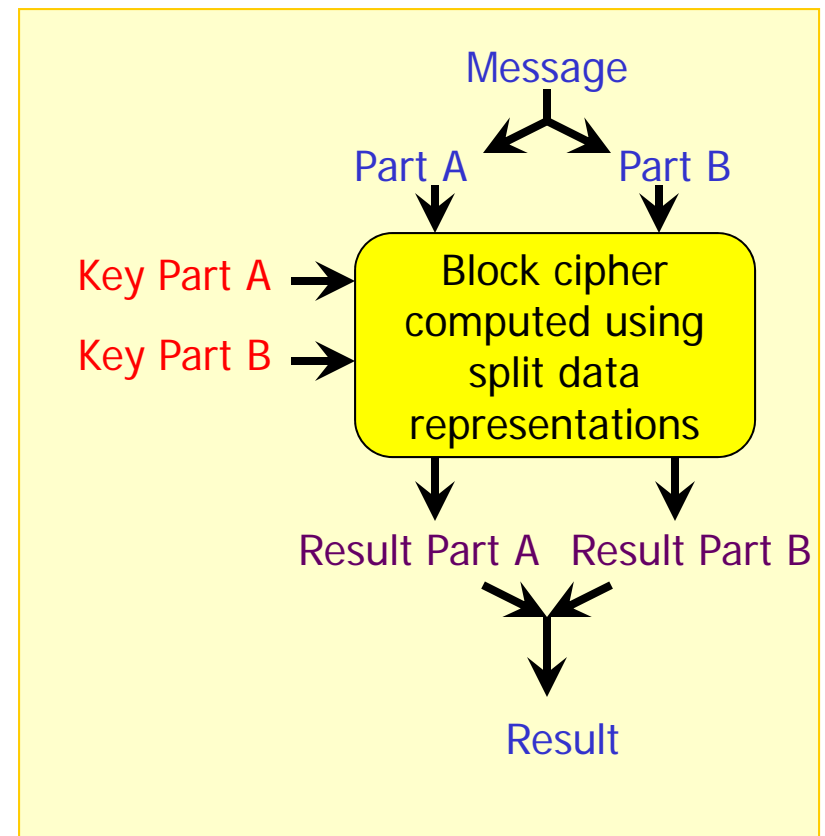 Message
Part A
Part B
Key Part A
Key Part B
Block cipher
computed using
split data
representations
Result Part A
Result Part B
Result